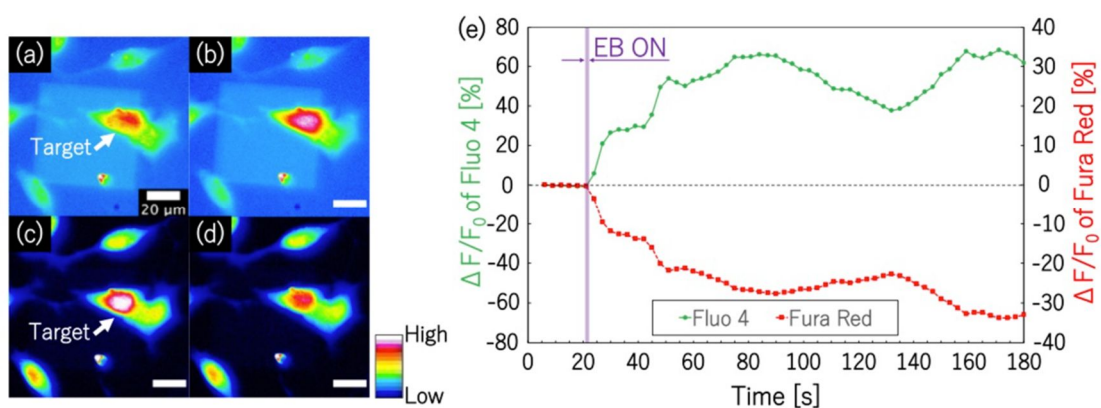 (a)
(b)
Target
20 μm
(c)
(d)
Target
High
Low
(e)
EB ON
Δ F/F0 of Fluo 4 [%]
80
60
40
20
0
-20
-40
-60
-80
40
30
20
10
0
-10
-20
-30
-40
Δ F/F0 of Fura Red [%]
Fluo 4 Fura Red
0 20 40 60 80 100 120 140 160 180
Time [s]